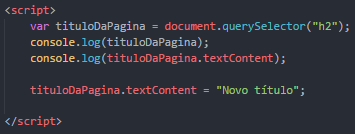 <script>
var tituloDaPagina = document.querySelector("h2");
console.log(tituloDaPagina);
console.log(tituloDaPagina.textContent);
tituloDaPagina.textContent = "Novo título";
</script>